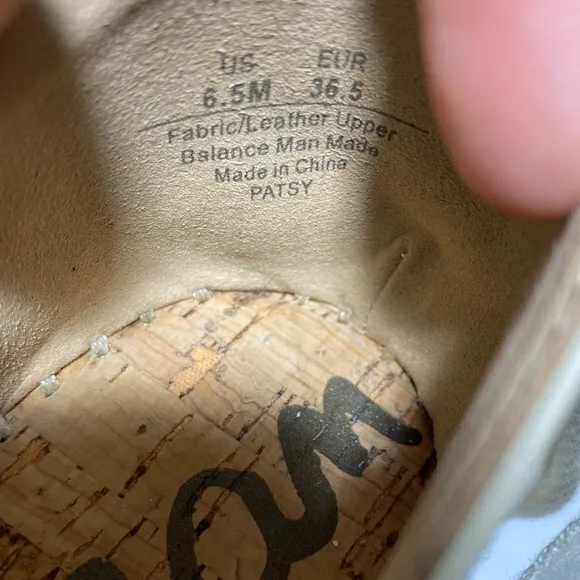 US EUR
6.5M 36.5
Fabric/Leather Upper
Balance Man Made
Made in China
PATSY